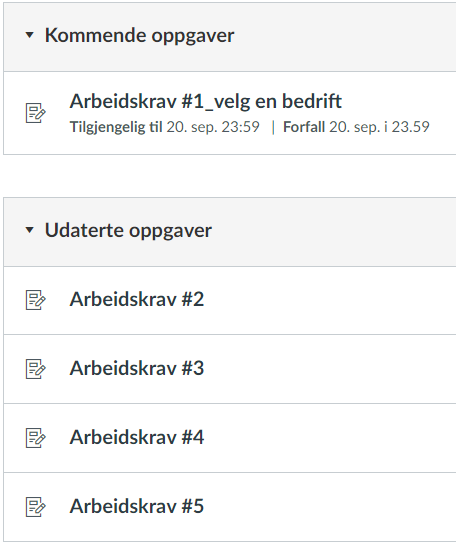 Kommende oppgaver
Arbeidskrav #1_velg en bedrift
Tilgjengelig til 20. sep. 23:59 | Forfall 20. sep. i 23.59
Udaterte oppgaver
Arbeidskrav #2
Arbeidskrav #3
Arbeidskrav #4
Arbeidskrav #5